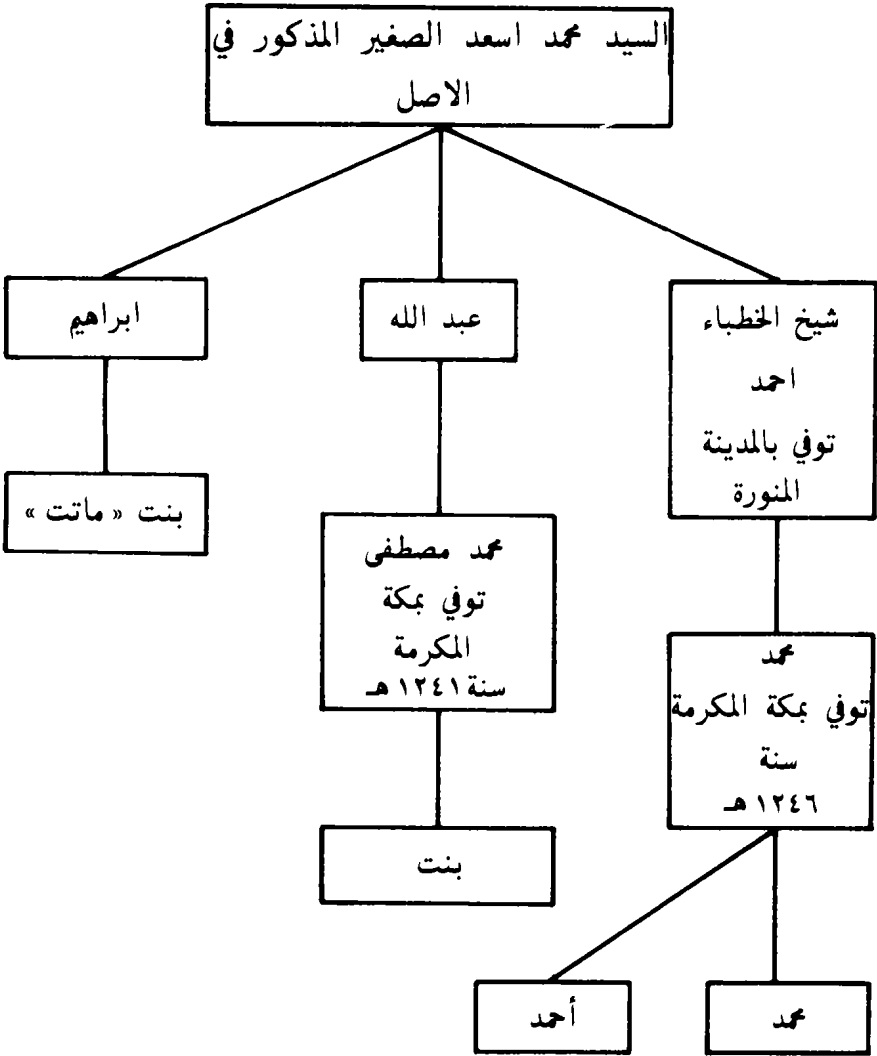 السيد محمد اسعد الصغير المذكور في
الاصل
شيخ الخطباء
احمد
توفي بالمدينة
المنورة
عبد الله
ابراهيم
بنت « ماتت »
محمد مصطفى
توفي بمكة
المكرمة
سنة ١٢٤١ هـ
محمد
توفي بمكة المكرمة
سنة
١٢٤٦ هـ
بنت
محمد
أحمد